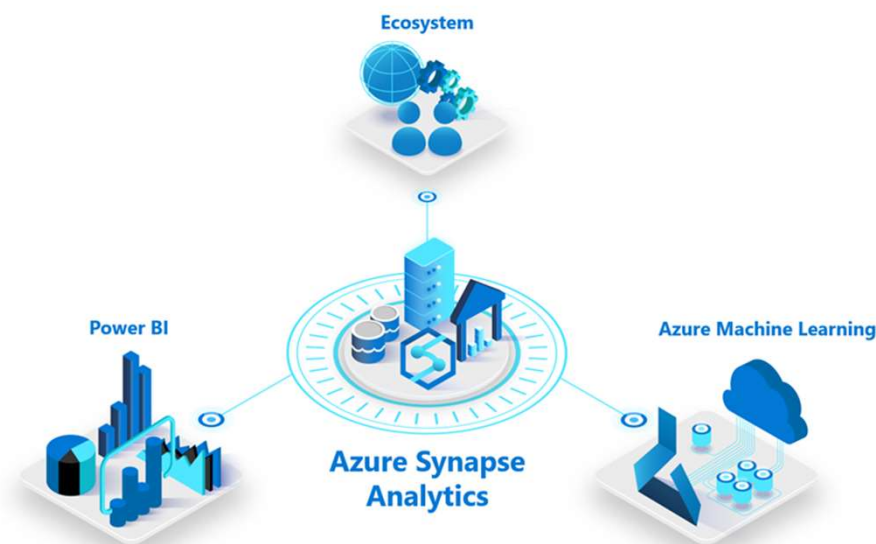 Ecosystem
Power BI
Azure Machine Learning
Azure Synapse
Analytics